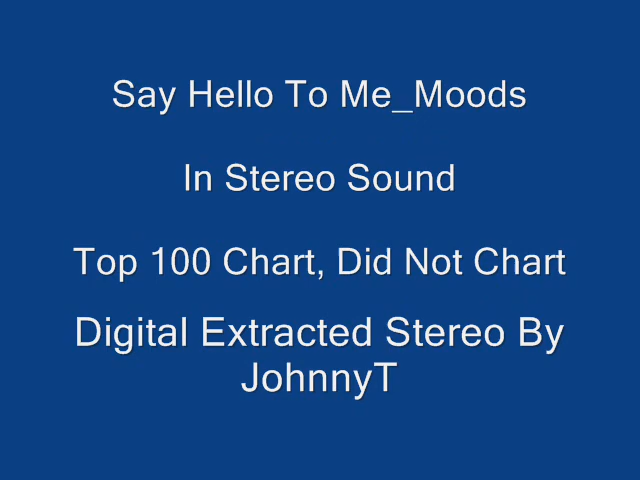 Say Hello To Me_Moods
In Stereo Sound
Top 100 Chart, Did Not Chart
Digital Extracted Stereo By
JohnnyT